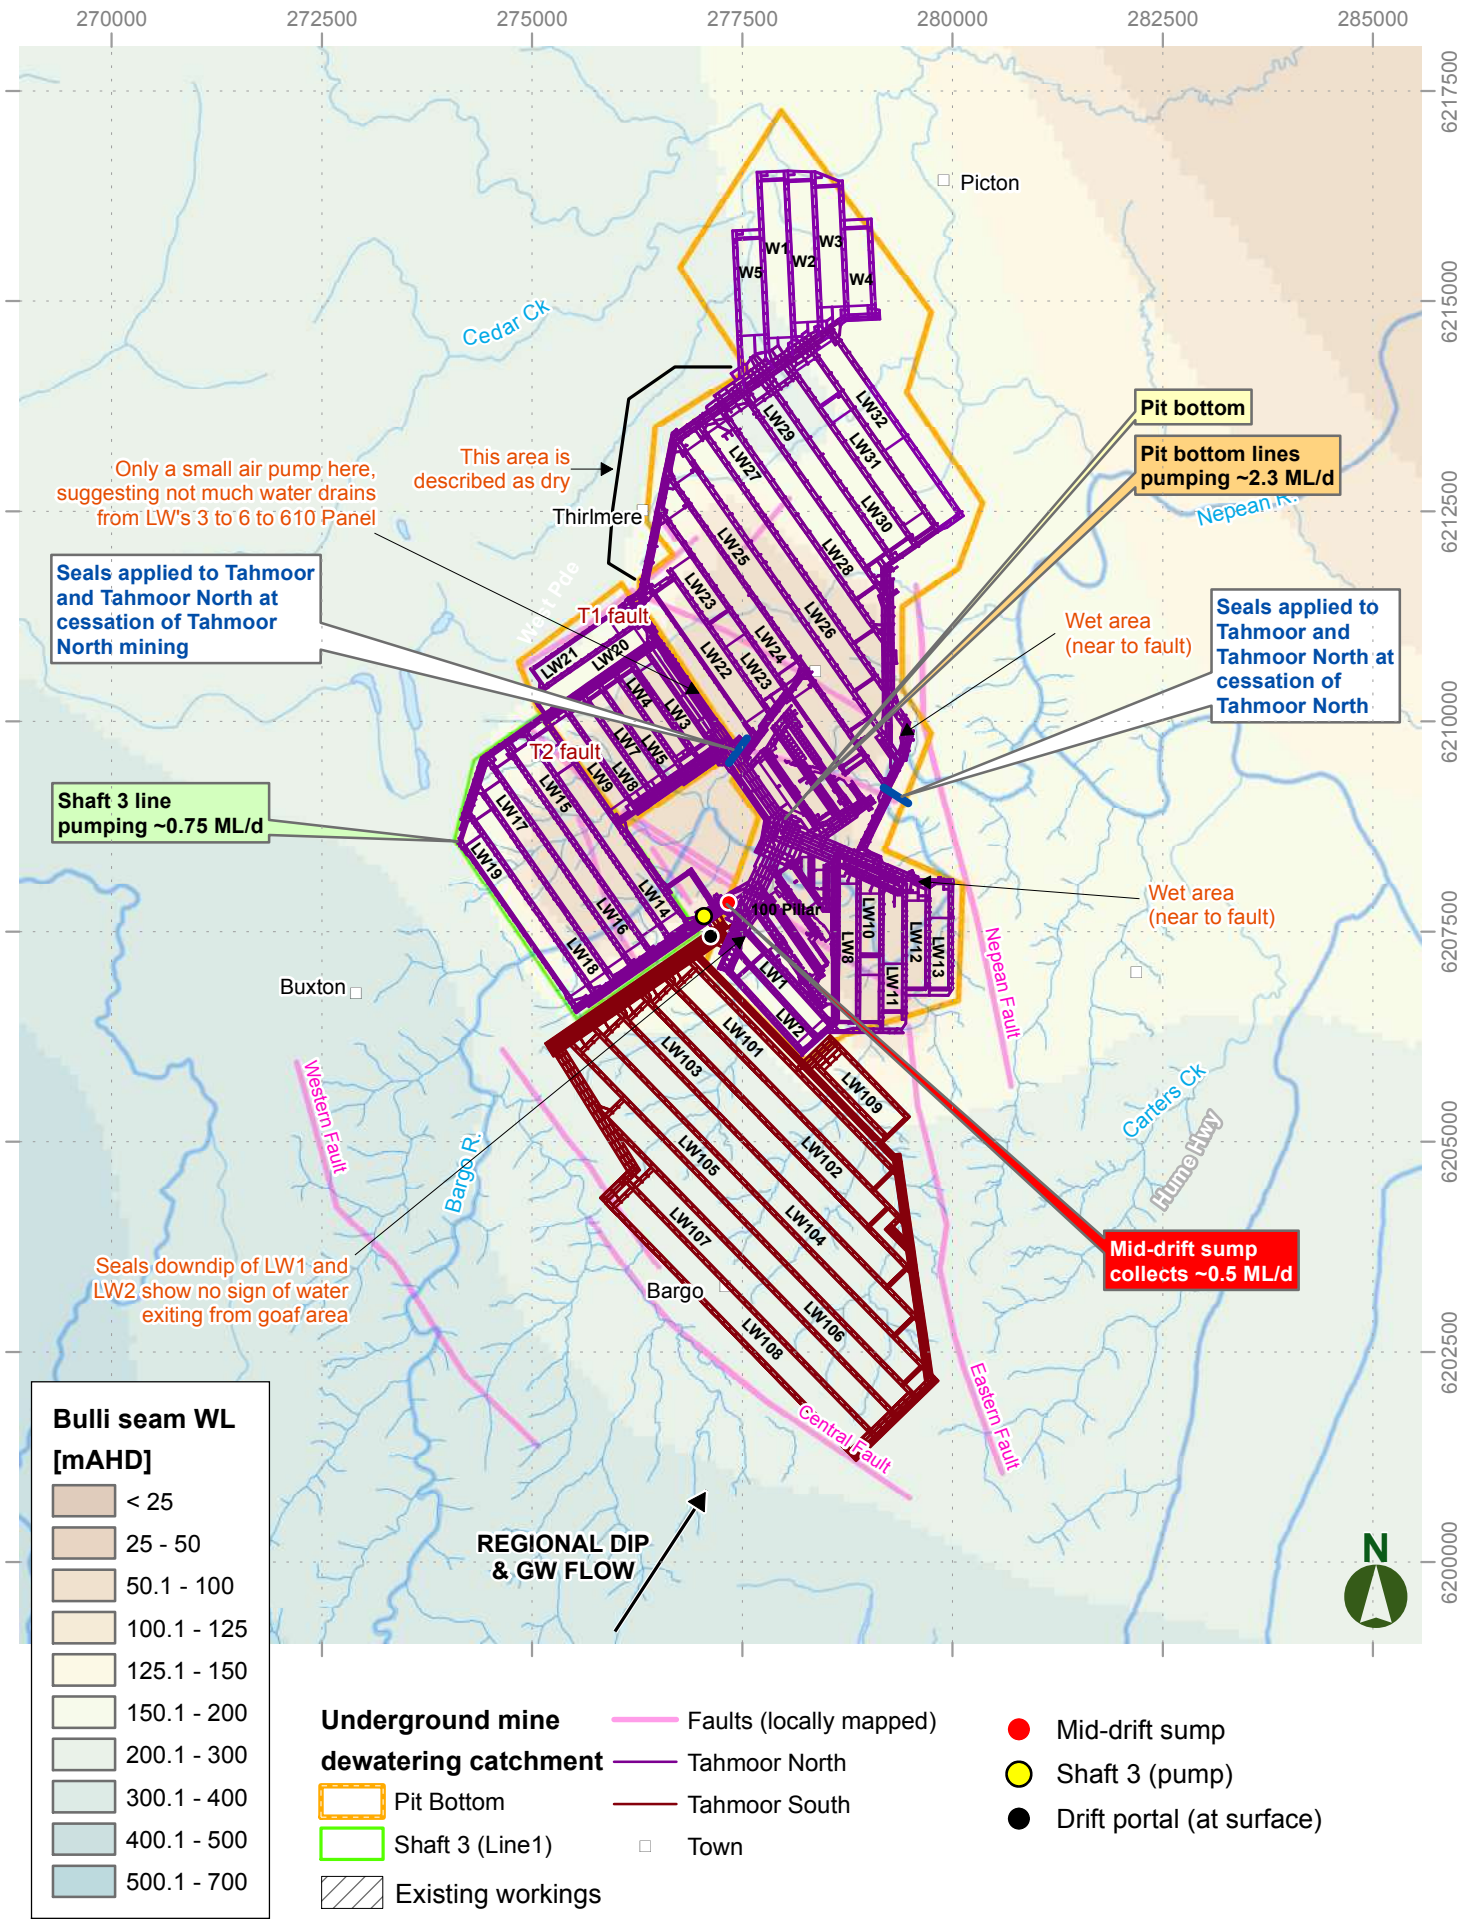 270000
272500
275000
277500
280000
282500
285000
6217500
6215000
6212500
6210000
6207500
6205000
6202500
6200000
Picton
W5
W1
W2
W3
W4
Cedar Ck
Pit bottom
Pit bottom lines
pumping ~2.3 ML/d
Nepean R.
This area is
described as dry
Only a small air pump here,
suggesting not much water drains
from LW's 3 to 6 to 610 Panel
Thirlmere
LW32
LW29
LW31
LW27
LW30
LW28
LW25
LW26
LW23
LW24
LW22
LW23
Seals applied to Tahmoor
and Tahmoor North at
cessation of Tahmoor
North mining
West Pde
T1 fault
Wet area
(near to fault)
Seals applied to
Tahmoor and
Tahmoor North at
cessation of
Tahmoor North
LW21
LW20
LW4
LW3
LW7
LW5
LW8
LW9
T2 fault
LW15
LW17
LW19
LW14
LW16
LW18
Shaft 3 line
pumping ~0.75 ML/d
100 Pillar
LW10
LW8
LW12
LW13
LW11
LW1
LW2
Wet area
(near to fault)
Nepean Fault
Buxton
Western Fault
Bargo R.
LW101
LW103
LW109
LW105
LW102
LW107
LW104
LW106
LW108
Carters Ck
Hume Hwy
Mid-drift sump
collects ~0.5 ML/d
Seals downdip of LW1 and
LW2 show no sign of water
exiting from goaf area
Bargo
Central Fault
Eastern Fault
REGIONAL DIP
& GW FLOW
N
Bulli seam WL
[mAHD]
< 25
25 - 50
50.1 - 100
100.1 - 125
125.1 - 150
150.1 - 200
200.1 - 300
300.1 - 400
400.1 - 500
500.1 - 700
Underground mine
dewatering catchment
Pit Bottom
Shaft 3 (Line1)
Existing workings
Faults (locally mapped)
Tahmoor North
Tahmoor South
Town
Mid-drift sump
Shaft 3 (pump)
Drift portal (at surface)